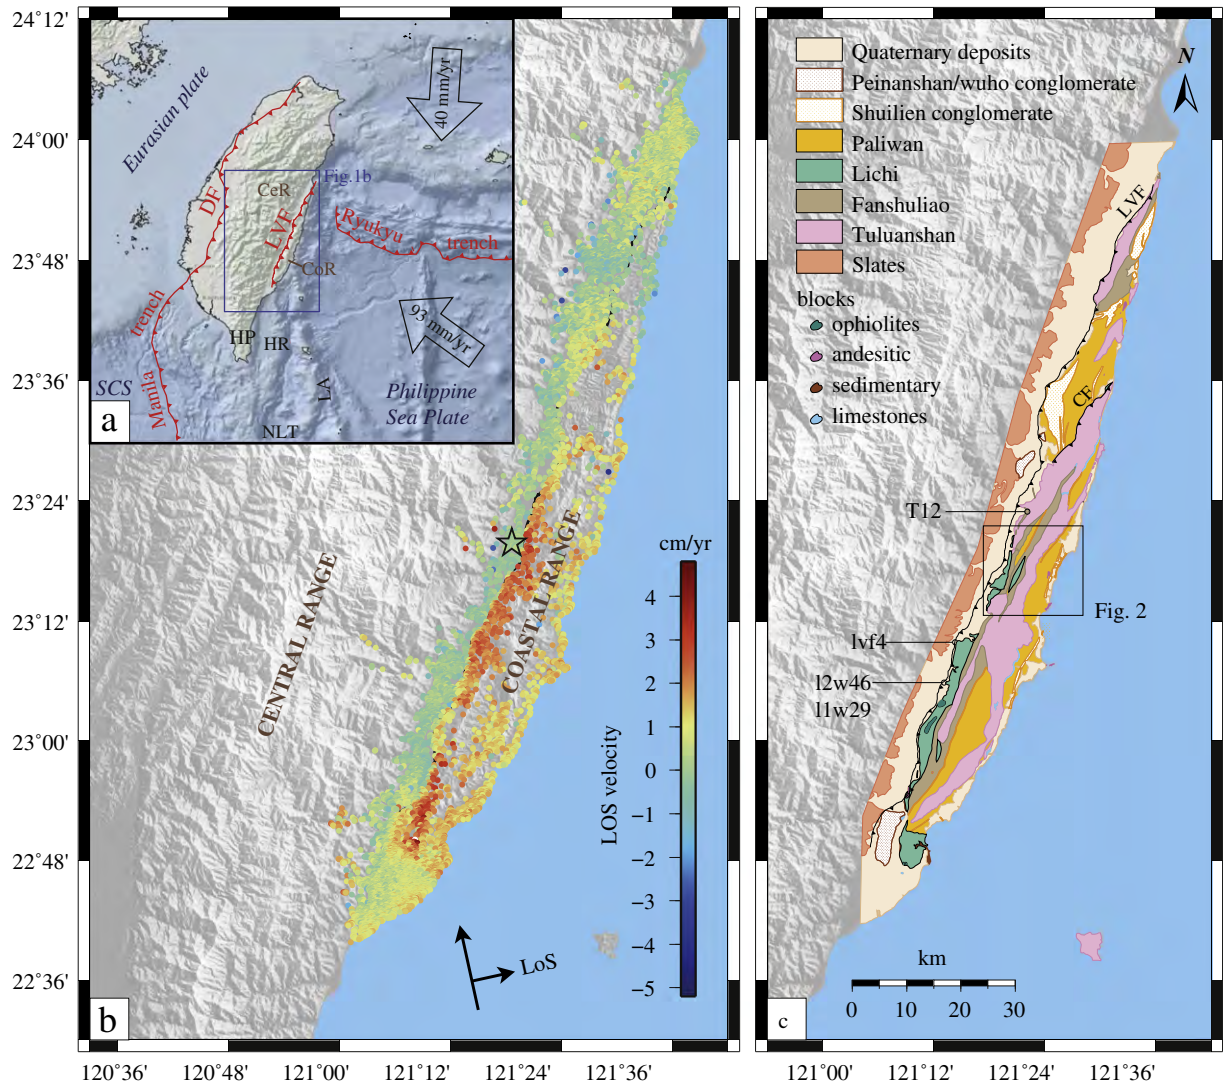 24°12'
24°00'
23°48'
23°36'
23°24'
23°12'
23°00'
22°48'
22°36'
Eurasian plate
40 mm/yr
DF
CeR
Fig.1b
LVF
Ryukyu
trench
CoR
93 mm/yr
trench
Manila
HP
HR
SCS
LA
Philippine
Sea Plate
NLT
a
CENTRAL RANGE
COASTAL RANGE
cm/yr
4
3
2
1
0
−1
−2
−3
−4
−5
LOS velocity
LoS
b
120°36'
120°48'
121°00'
121°12'
121°24'
121°36'
Quaternary deposits
Peinanshan/wuho conglomerate
Shuilien conglomerate
Paliwan
Lichi
Fanshuliao
Tuluanshan
Slates
blocks
ophiolites
andesitic
sedimentary
limestones
N
LVF
CF
T12
Fig. 2
lvf4
l2w46
l1w29
km
0
10
20
30
c
121°00'
121°12'
121°24'
121°36'